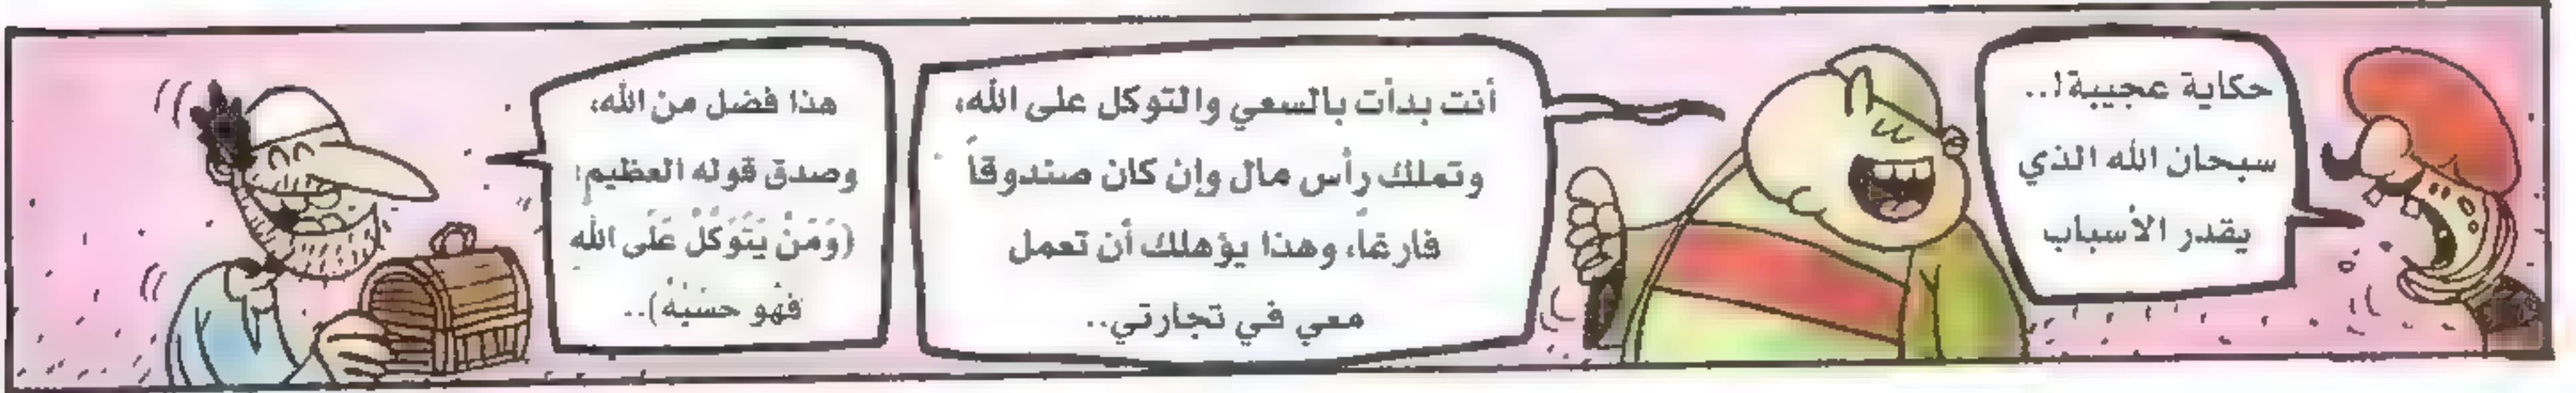 حكاية عجيبة!..
سبحان الله الذي
يقدر الأسباب
أنت بدأت بالسعي والتوكل على الله،
وتملك رأس مال وإن كان صندوقاً
فارغاً، وهذا يؤهلك أن تعمل
معي في تجارتي..
هذا فضل من الله،
وصدق قوله العظيم:
(وَمَنْ يَتَوَكَّلْ عَلَى اللَّهِ
فَهُوَ حَسْبُهُ)..